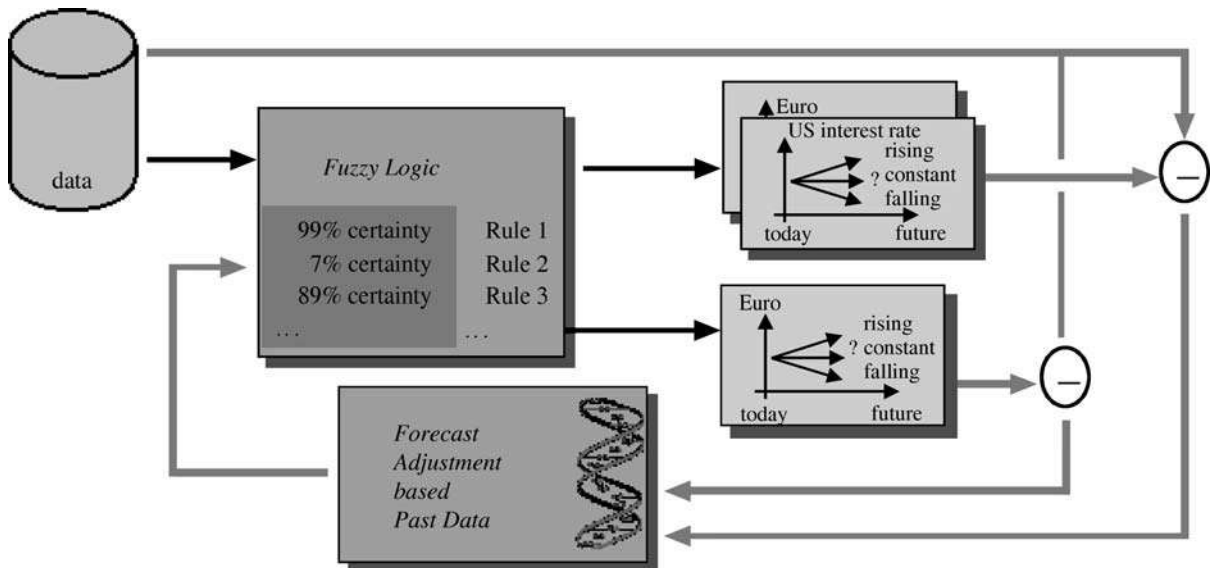 data
Fuzzy Logic
99% certainty Rule 1
7% certainty Rule 2
89% certainty Rule 3
... ...
Euro
US interest rate
rising
? constant
falling
today future
Euro
rising
? constant
falling
today future
Forecast
Adjustment
based
Past Data